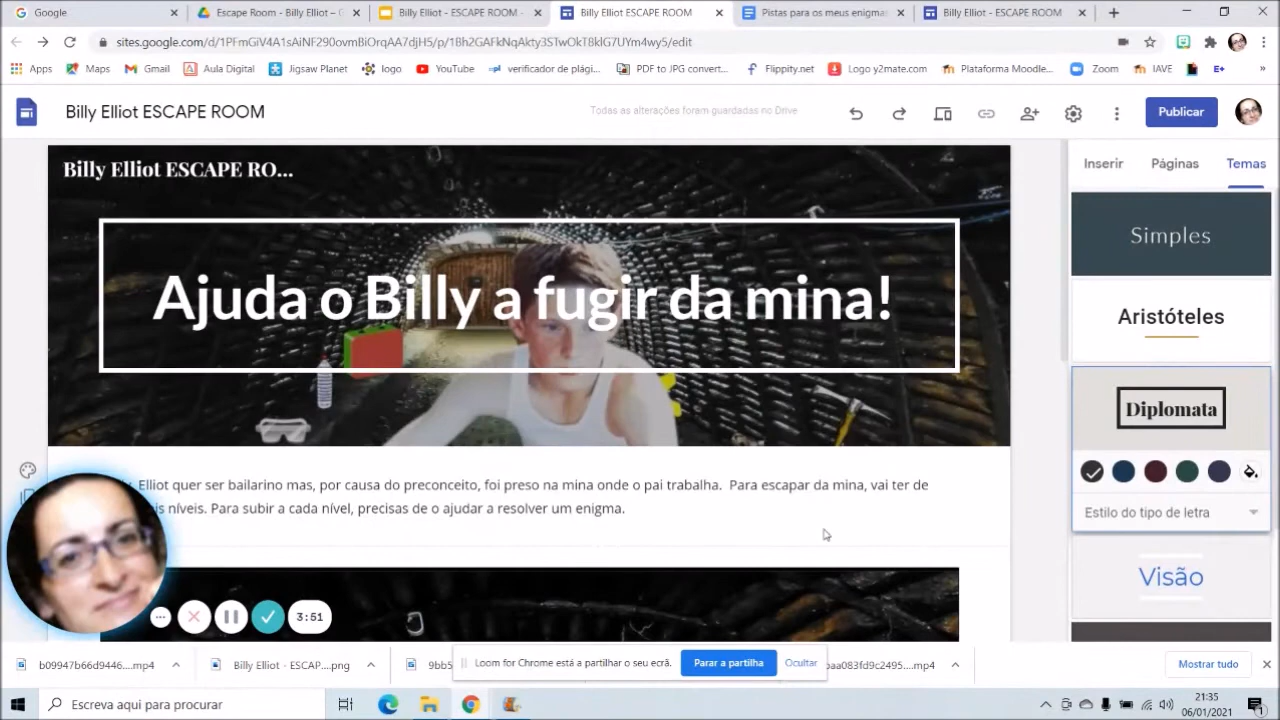 Google
Escape Room - Billy Elliot – G
Billy Elliot - ESCAPE ROOM -
Billy Elliot ESCAPE ROOM
Pistas para os meus enigmas
Billy Elliot - ESCAPE ROOM
sites.google.com/d/1PFmGiV4A1sAiNF290ovmBiOrqAA7djH5/p/1Bh2GAFkNqAkty3STwOkT8kIG7UYm4wy5/edit
Apps
Maps
Gmail
Aula Digital
Jigsaw Planet
logo
YouTube
verificador de plági...
PDF to JPG convert...
Flippity.net
Logo y2mate.com
Plataforma Moodle...
Zoom
IAVE
E+
»
Billy Elliot ESCAPE ROOM
Todas as alterações foram guardadas no Drive
Publicar
Billy Elliot ESCAPE RO...
Inserir
Páginas
Temas
Ajuda o Billy a fugir da mina!
Simples
Aristóteles
Diplomata
Estilo do tipo de letra
Visão
Elliot quer ser bailarino mas, por causa do preconceito, foi preso na mina onde o pai trabalha. Para escapar da mina, vai ter de
níveis. Para subir a cada nível, precisas de o ajudar a resolver um enigma.
3:51
b09947b66d9446....mp4
Billy Elliot - ESCAP....png
9bb5
Loom for Chrome está a partilhar o seu ecrã.
Parar a partilha
Ocultar
aa083fd9c2495....mp4
Mostrar tudo
Escreva aqui para procurar
21:35
06/01/2021
1